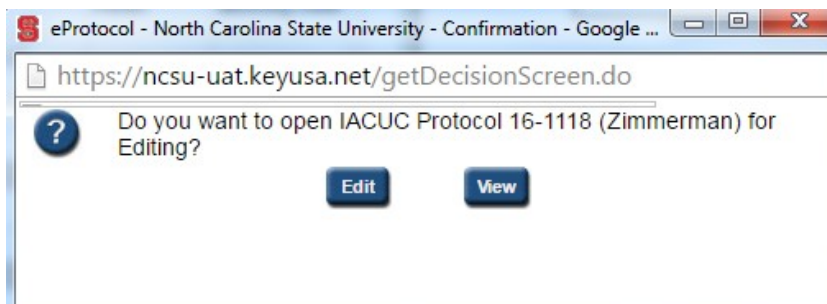 eProtocol - North Carolina State University - Confirmation - Google ...
https://ncsu-uat.keyusa.net/getDecisionScreen.do
Do you want to open IACUC Protocol 16-1118 (Zimmerman) for
Editing?
Edit View